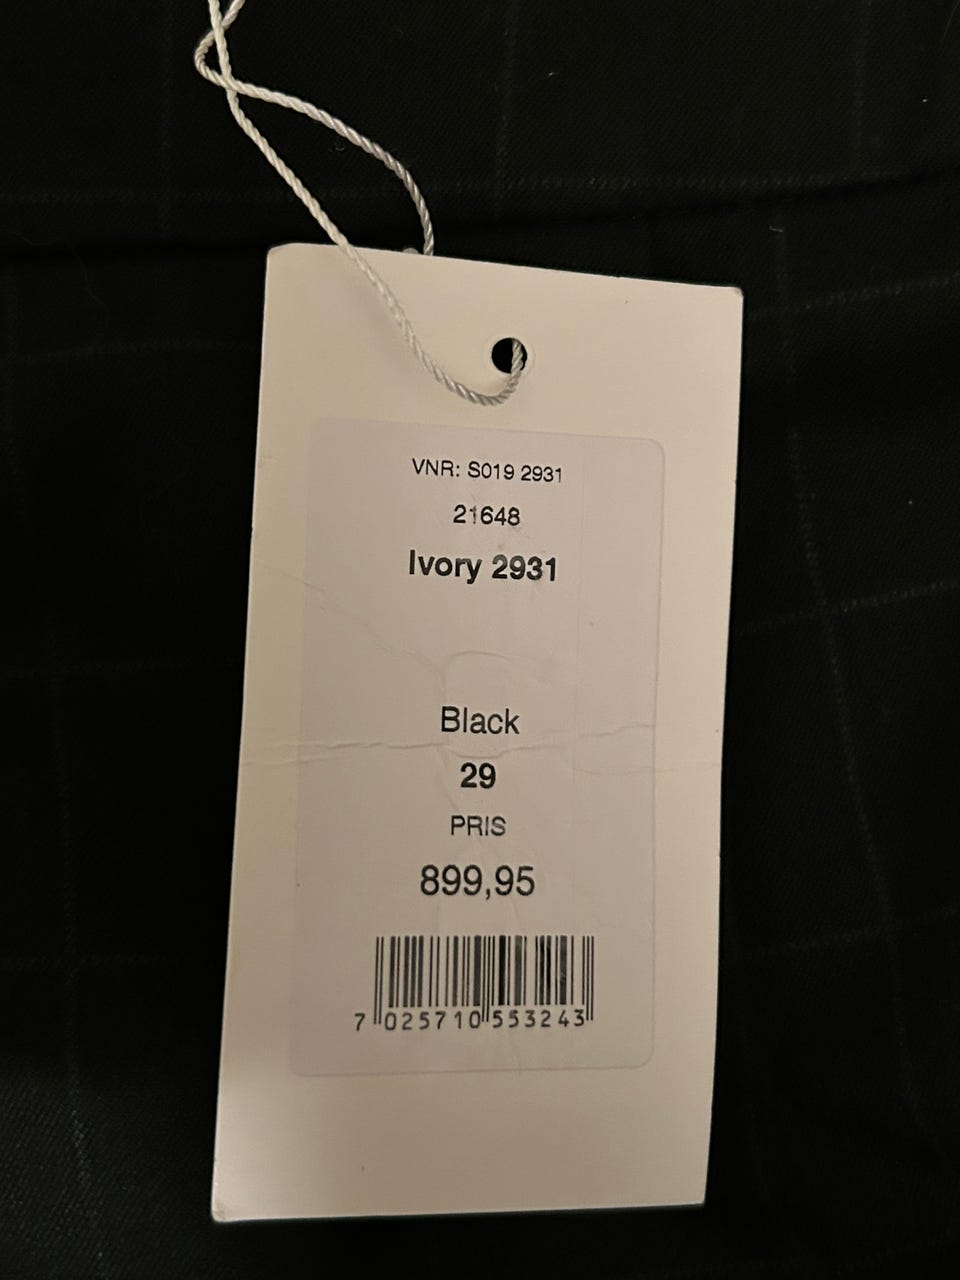 VNR: S019 2931
21648
Ivory 2931
Black
29
PRIS
899,95
7 025710 553243